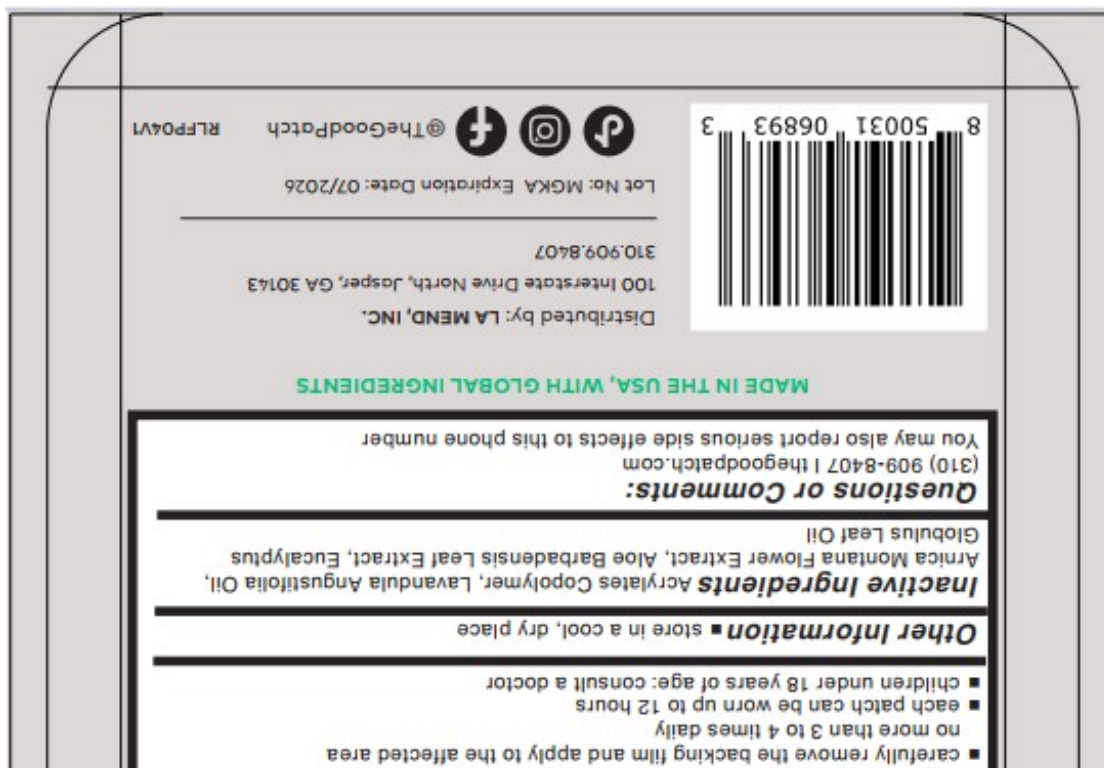 ■ carefully remove the backing film and apply to the affected area
no more than 3 to 4 times daily
■ each patch can be worn up to 12 hours
■ children under 18 years of age: consult a doctor
Other Information ■ store in a cool, dry place
Inactive Ingredients Acrylates Copolymer, Lavandula Angustifolia Oil,
Arnica Montana Flower Extract, Aloe Barbadensis Leaf Extract, Eucalyptus
Globulus Leaf Oil
Questions or Comments:
(310) 909-8407 | thegoodpatch.com
You may also report serious side effects to this phone number
MADE IN THE USA, WITH GLOBAL INGREDIENTS
Distributed by: LA MEND, INC.
100 Interstate Drive North, Jasper, GA 30143
310.909.8407
Lot No: MGKA Expiration Date: 07/2026
@TheGoodPatch RLFP04V1
8 50031 06893 3